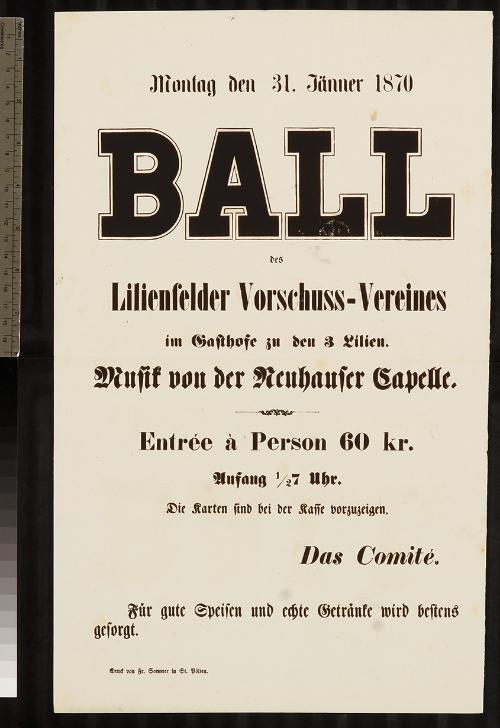 Montag den 31. Jänner 1870
BALL
des
Lilienfelder Vorschuss-Vereines
im Gasthofe zu den 3 Lilien.
Musik von der Neuhauser Capelle.
Entrée à Person 60 kr.
Anfang 1/27 Uhr.
Die Karten sind bei der Kasse vorzuzeigen.
Das Comité.
Für gute Speisen und echte Getränke wird bestens
gesorgt.
Druck von Fr. Sommer in St. Pölten.